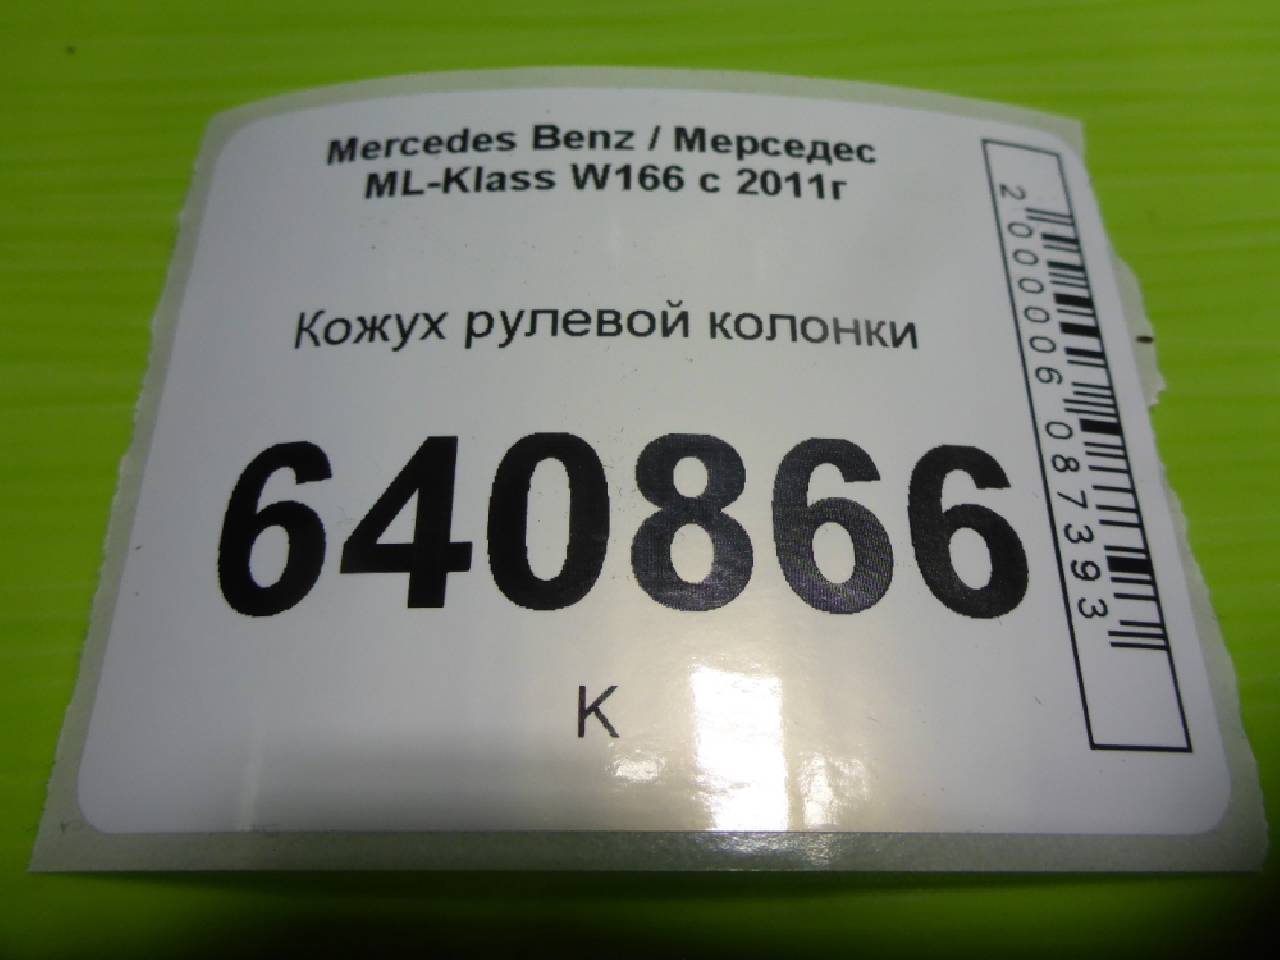 Mercedes Benz / Мерседес
ML-Klass W166 с 2011г
Кожух рулевой колонки
640866
К
2000006087393